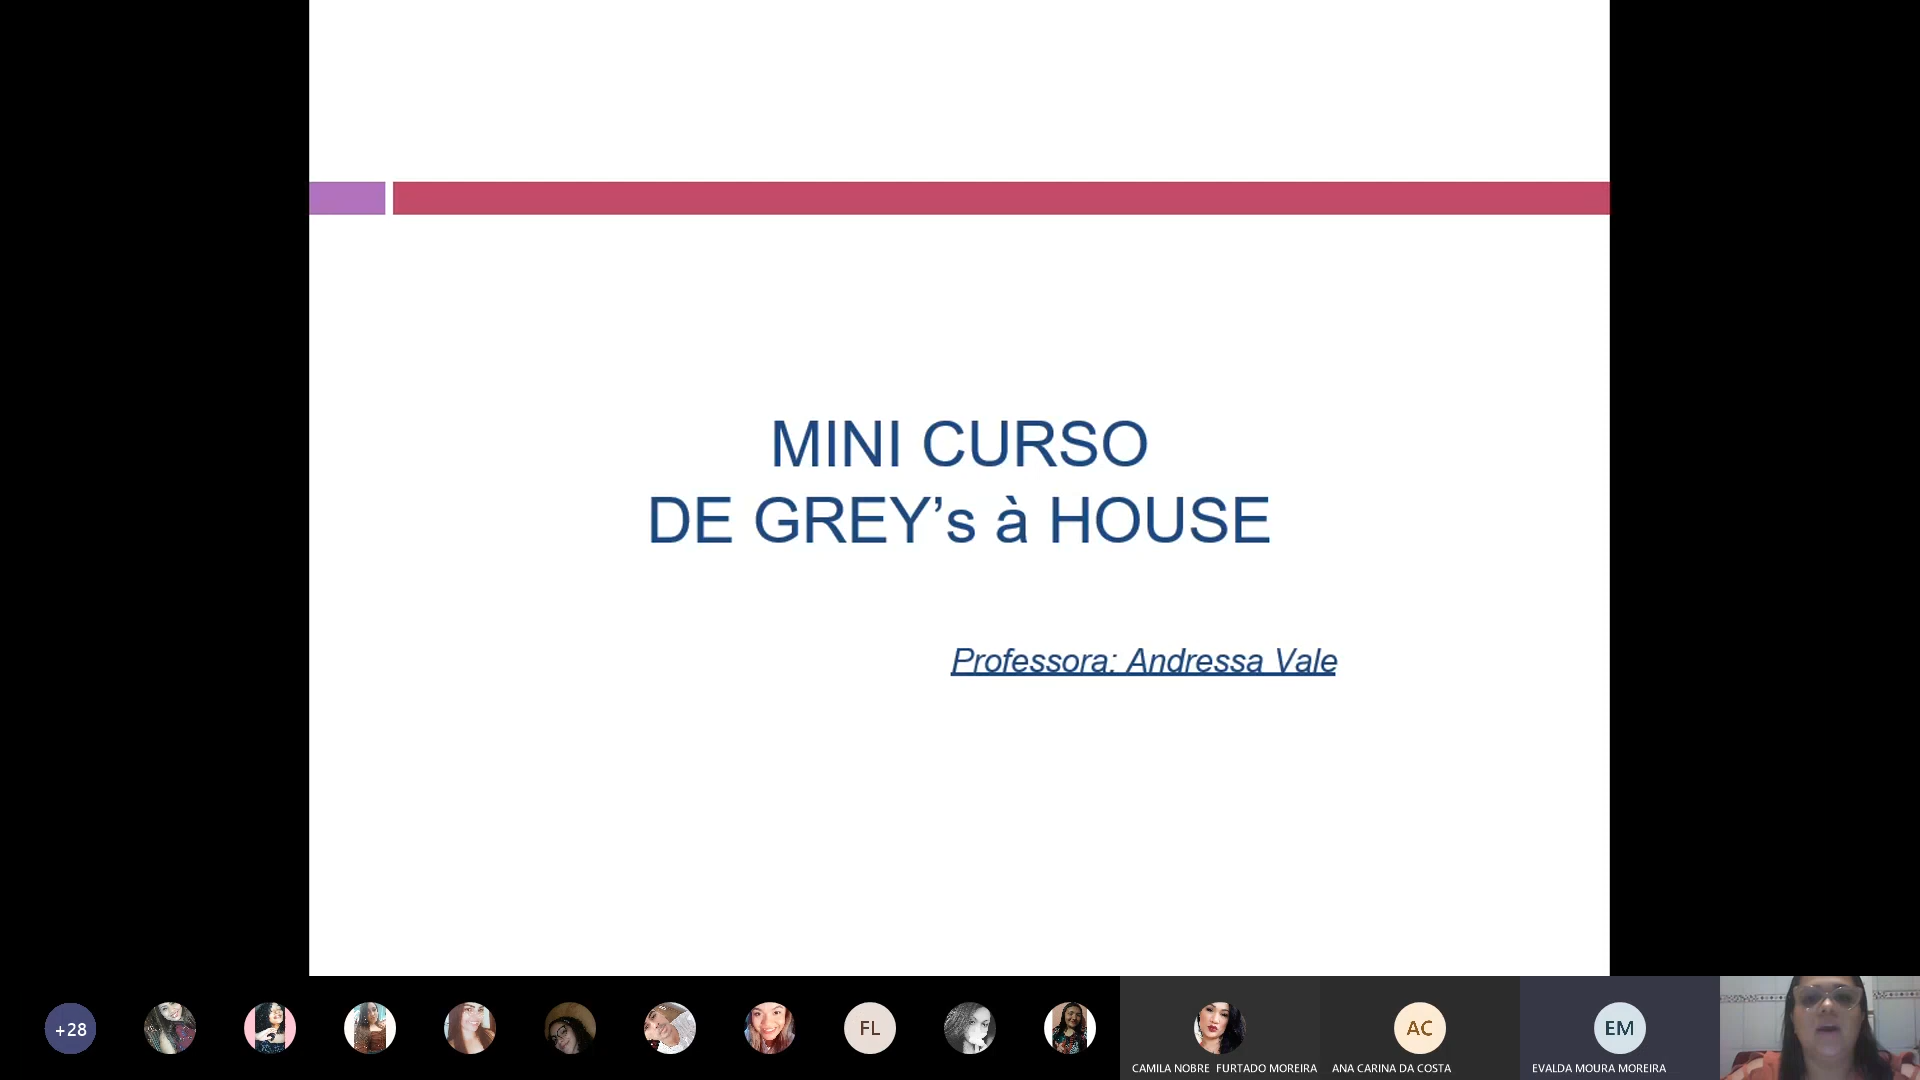 MINI CURSO
DE GREY’s à HOUSE
Professora: Andressa Vale
+28
FL
AC
EM
CAMILA NOBRE FURTADO MOREIRA
ANA CARINA DA COSTA
EVALDA MOURA MOREIRA